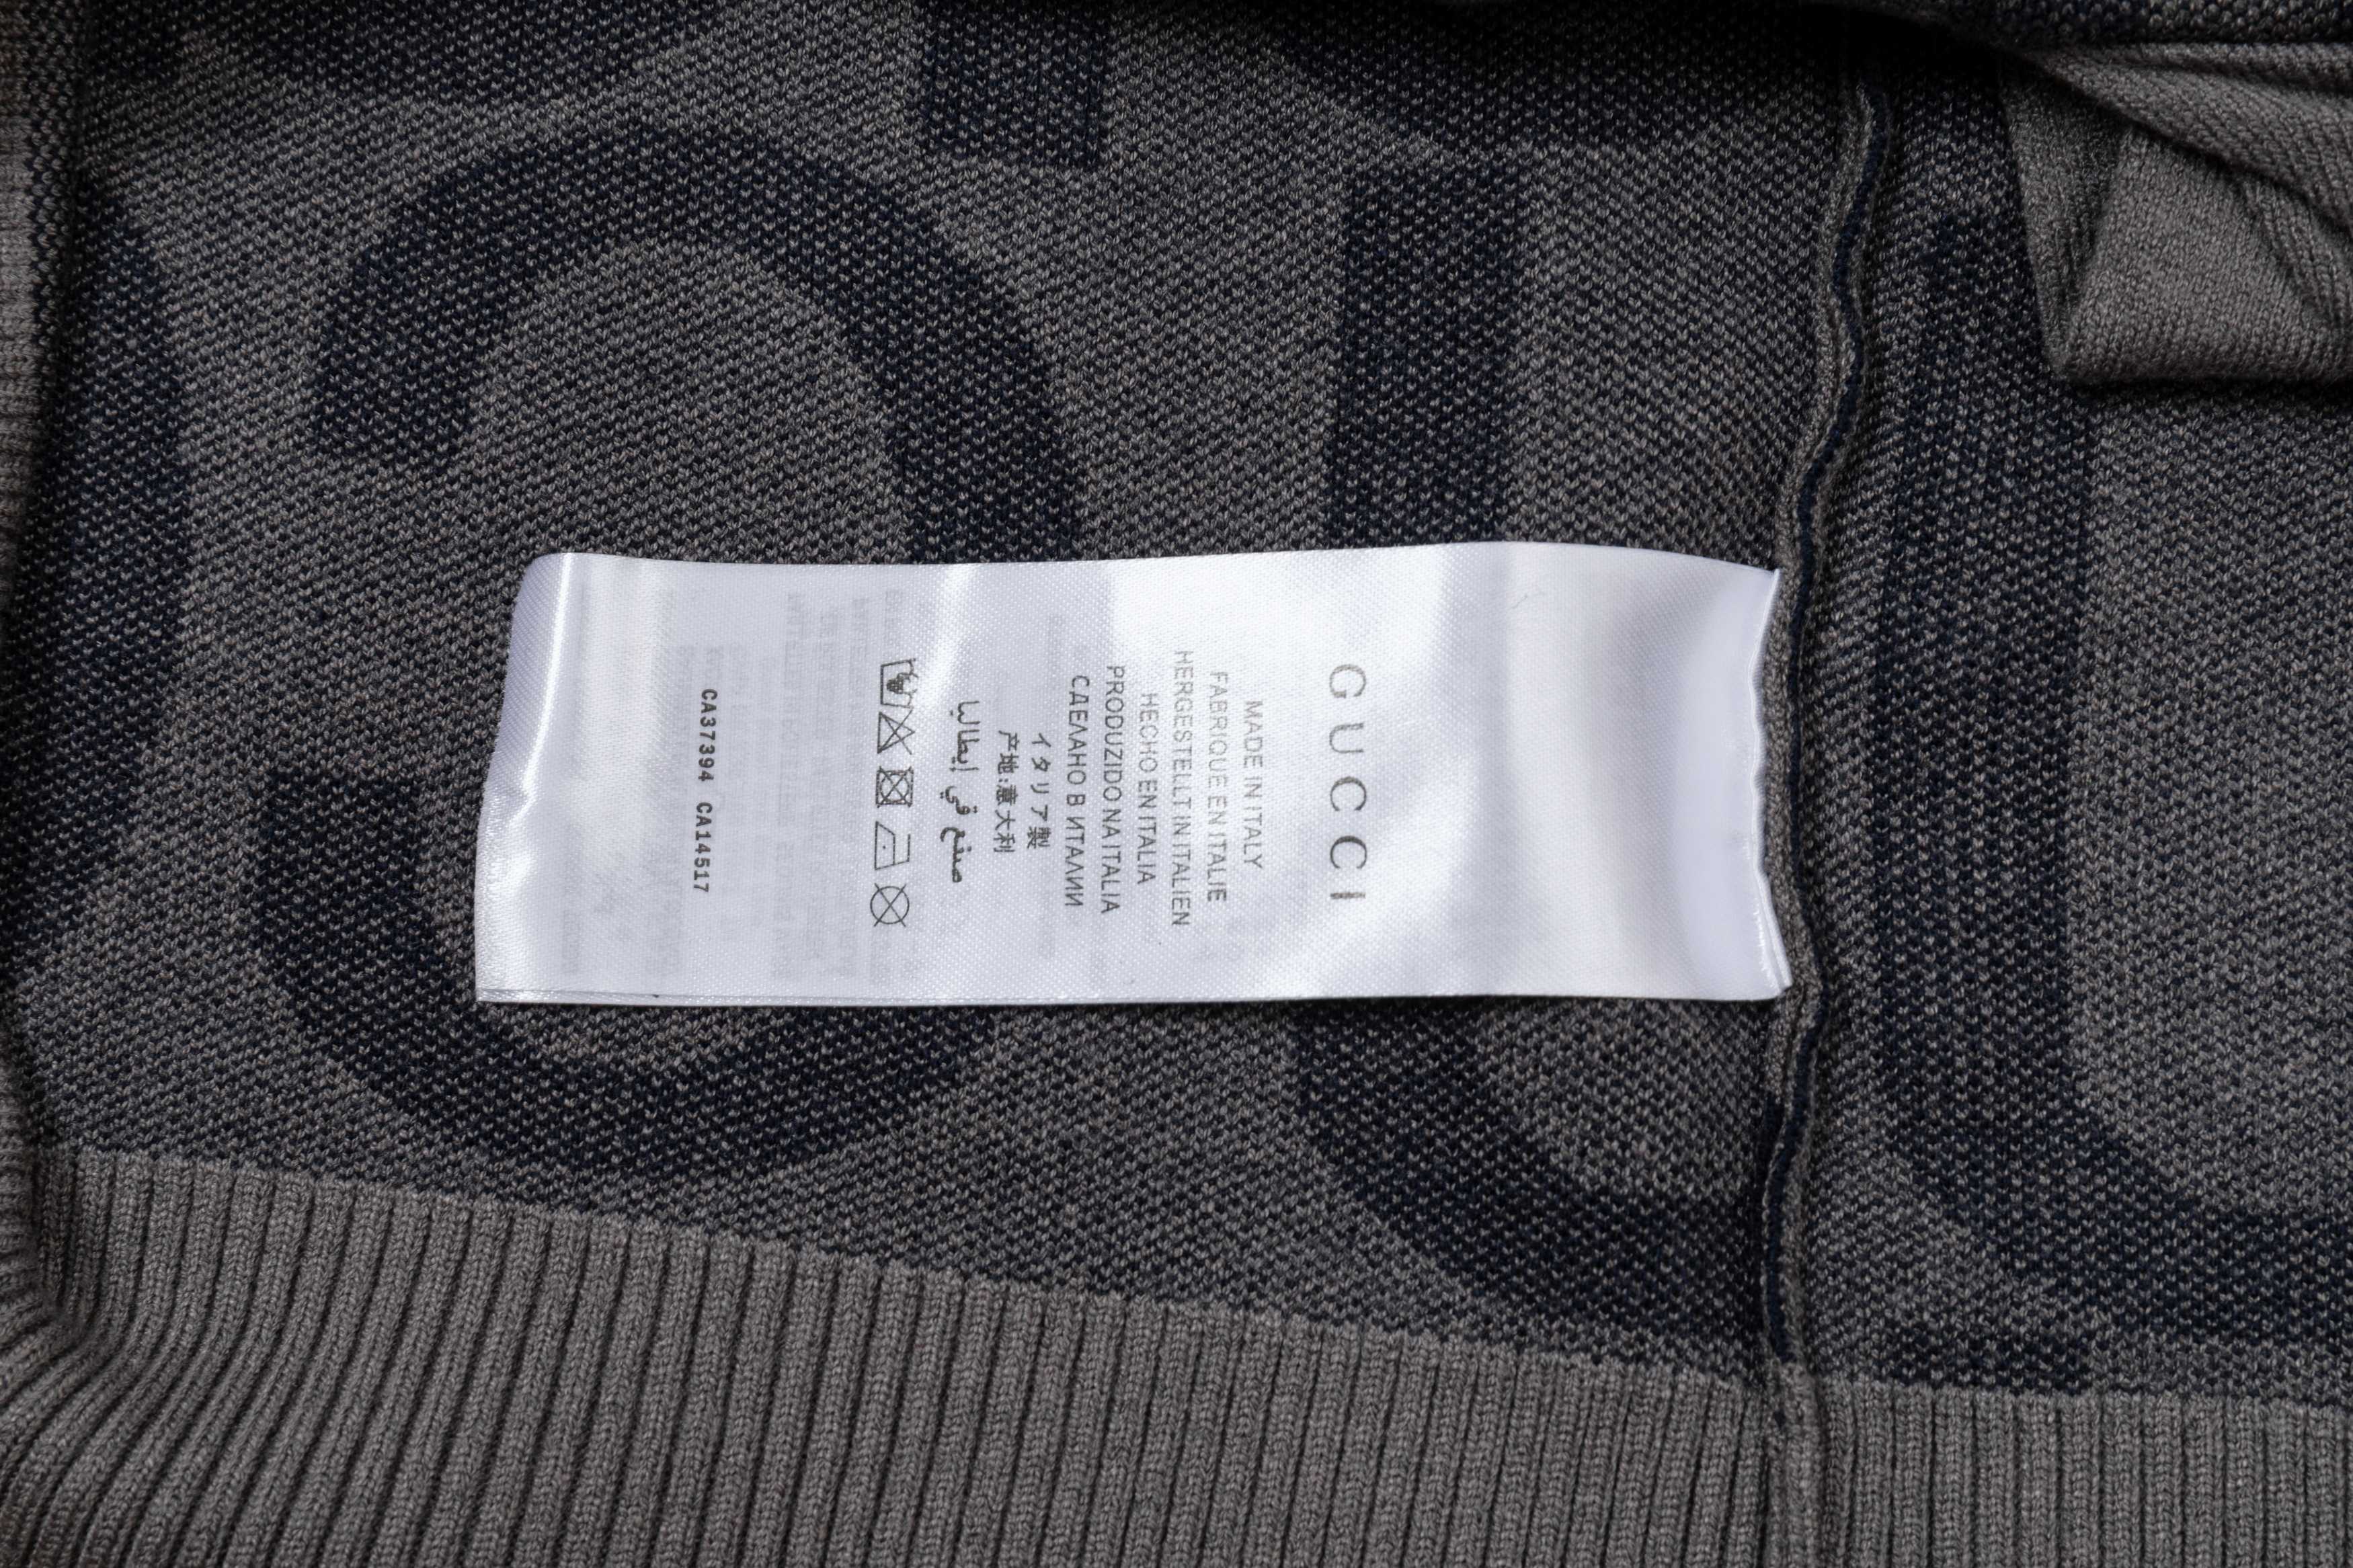 GUCCI
MADE IN ITALY
FABRIQUE EN ITALIE
HERGESTELLT IN ITALIEN
HECHO EN ITALIA
PRODUZIDO NA ITALIA
СДЕЛАНО В ИТАЛИИ
イタリア製
产地:意大利
صنع في إيطاليا
CA37394 CA14517